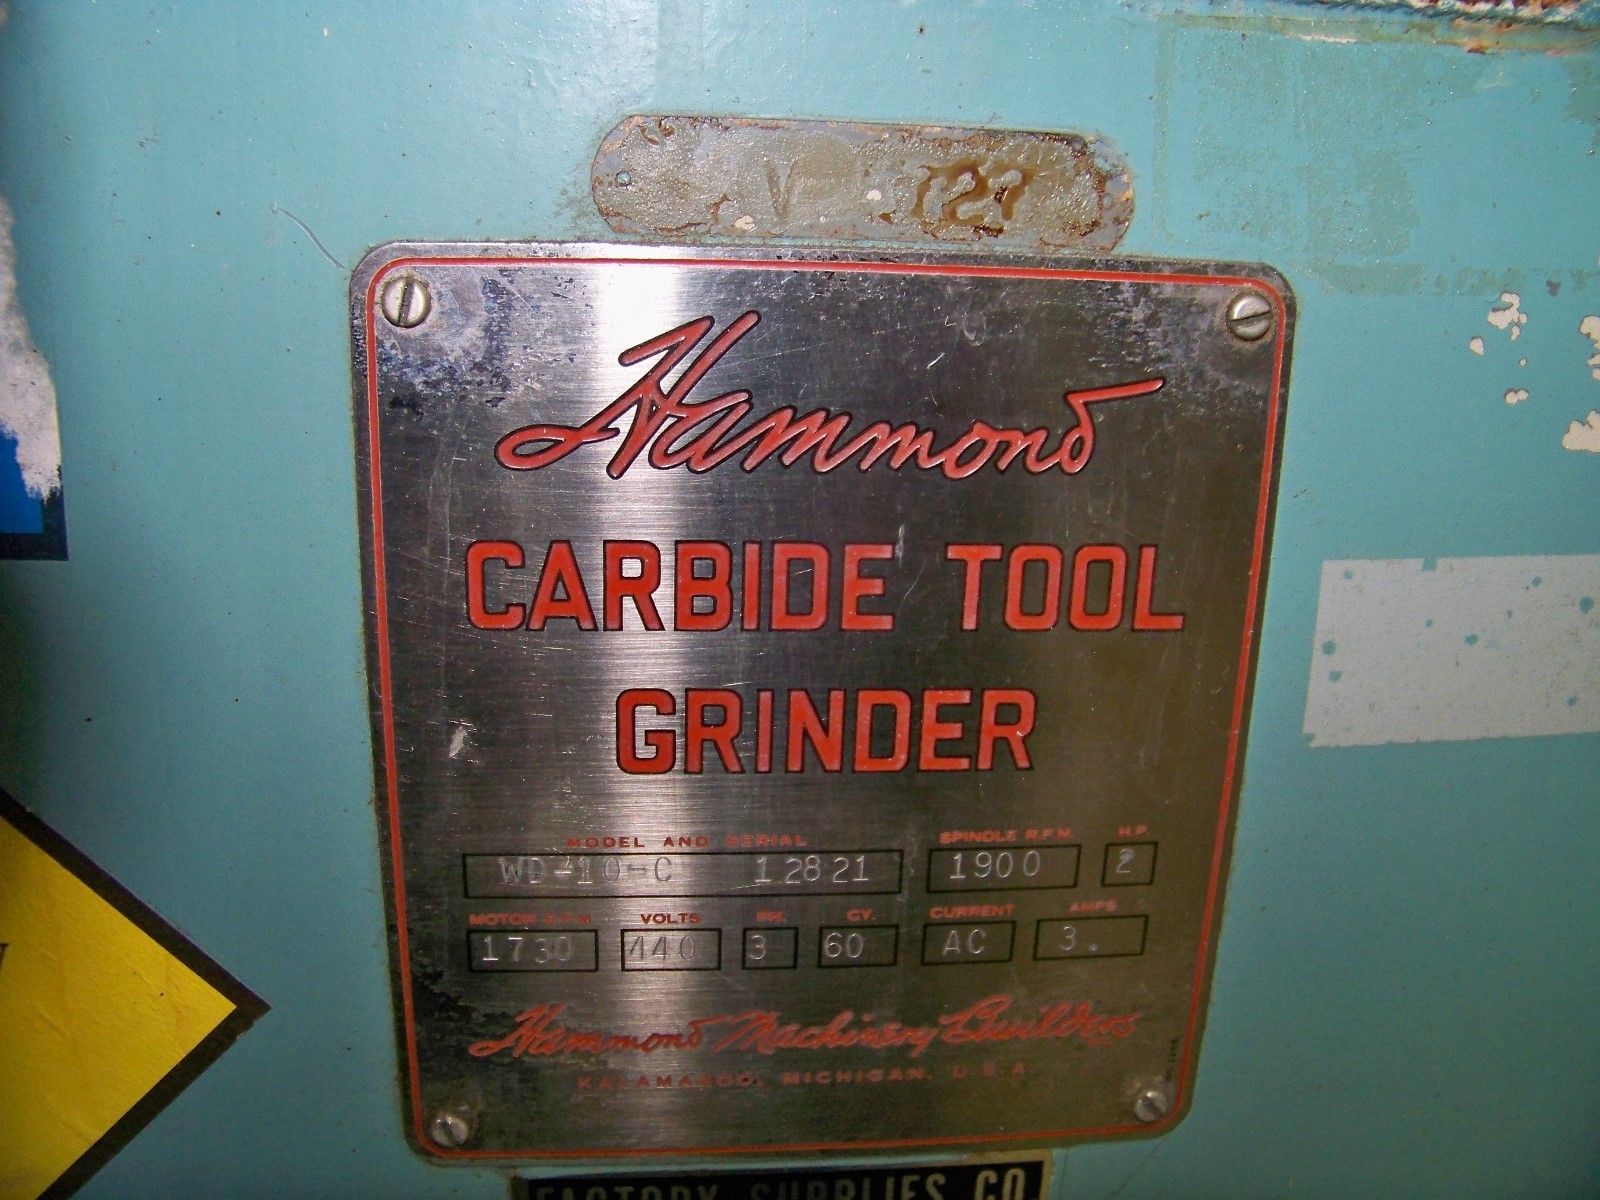 V 727
Hammond
CARBIDE TOOL
GRINDER
MODEL AND SERIAL SPINDLE R.P.M. H.P.
WD-10-C 12821 1900 2
MOTOR R.P.M. VOLTS PH. CY. CURRENT AMPS
1730 440 3 60 AC 3.
Hammond Machinery Builders
KALAMAZOO, MICHIGAN, U.S.A.
FACTORY SUPPLIES CO